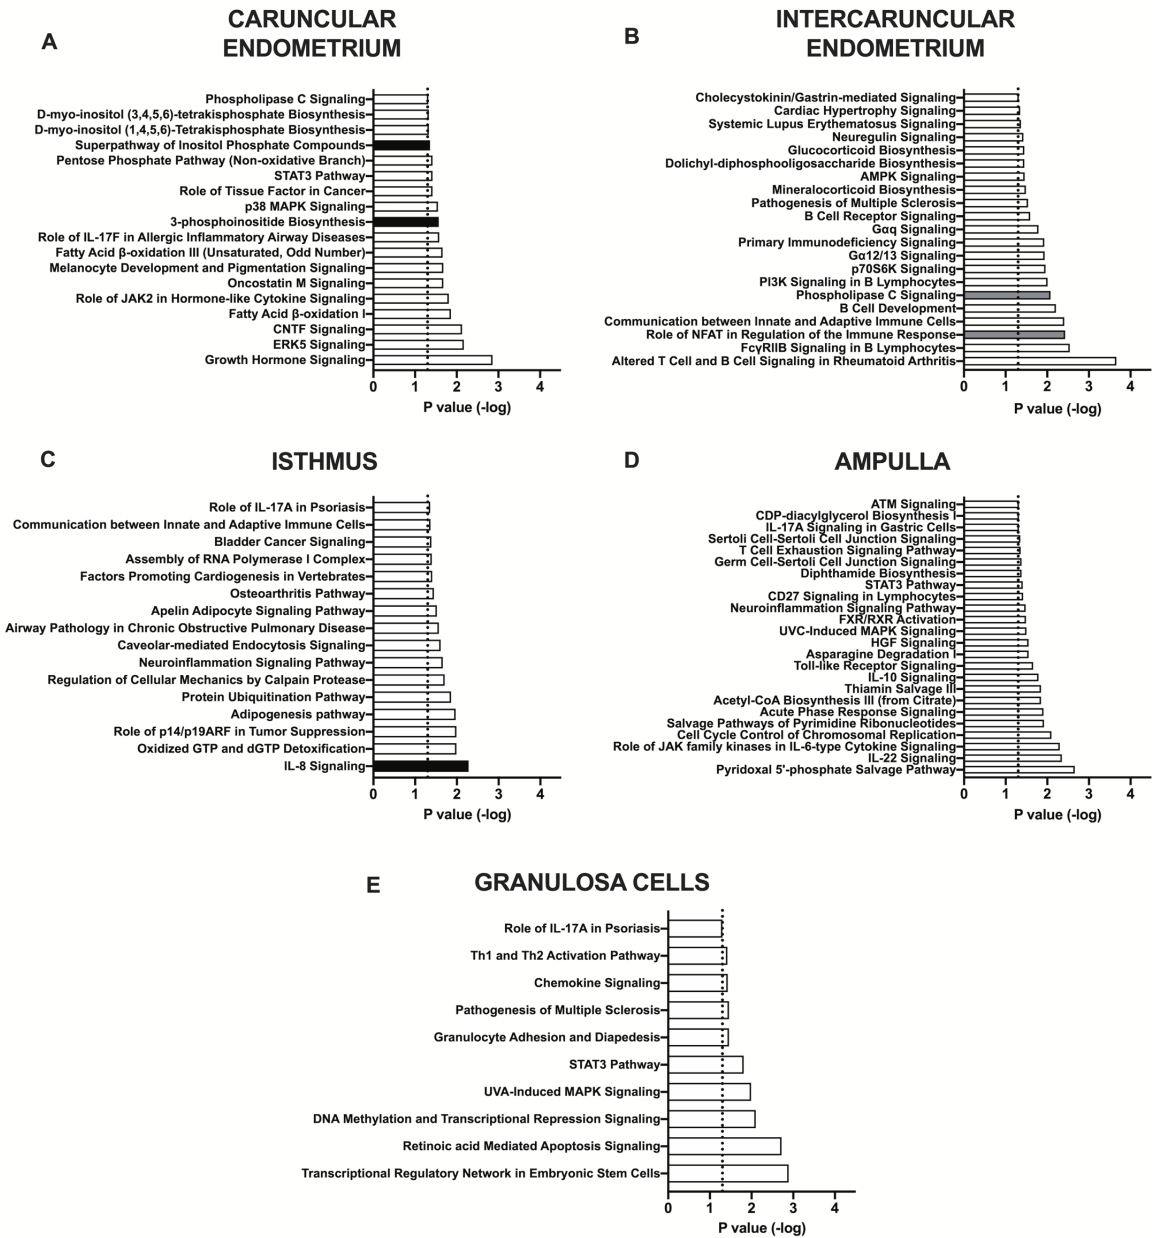 A
CARUNCULAR
ENDOMETRIUM
Phospholipase C Signaling
D-myo-inositol (3,4,5,6)-tetrakisphosphate Biosynthesis
D-myo-inositol (1,4,5,6)-Tetrakisphosphate Biosynthesis
Superpathway of Inositol Phosphate Compounds
Pentose Phosphate Pathway (Non-oxidative Branch)
STAT3 Pathway
Role of Tissue Factor in Cancer
p38 MAPK Signaling
3-phosphoinositide Biosynthesis
Role of IL-17F in Allergic Inflammatory Airway Diseases
Fatty Acid β-oxidation III (Unsaturated, Odd Number)
Melanocyte Development and Pigmentation Signaling
Oncostatin M Signaling
Role of JAK2 in Hormone-like Cytokine Signaling
Fatty Acid β-oxidation I
CNTF Signaling
ERK5 Signaling
Growth Hormone Signaling
0 1 2 3 4
P value (-log)
B
INTERCARUNCULAR
ENDOMETRIUM
Cholecystokinin/Gastrin-mediated Signaling
Cardiac Hypertrophy Signaling
Systemic Lupus Erythematosus Signaling
Neuregulin Signaling
Glucocorticoid Biosynthesis
Dolichyl-diphosphooligosaccharide Biosynthesis
AMPK Signaling
Mineralocorticoid Biosynthesis
Pathogenesis of Multiple Sclerosis
B Cell Receptor Signaling
Gαq Signaling
Primary Immunodeficiency Signaling
Gα12/13 Signaling
p70S6K Signaling
PI3K Signaling in B Lymphocytes
Phospholipase C Signaling
B Cell Development
Communication between Innate and Adaptive Immune Cells
Role of NFAT in Regulation of the Immune Response
FcγRIIB Signaling in B Lymphocytes
Altered T Cell and B Cell Signaling in Rheumatoid Arthritis
0 1 2 3 4
P value (-log)
C
ISTHMUS
Role of IL-17A in Psoriasis
Communication between Innate and Adaptive Immune Cells
Bladder Cancer Signaling
Assembly of RNA Polymerase I Complex
Factors Promoting Cardiogenesis in Vertebrates
Osteoarthritis Pathway
Apelin Adipocyte Signaling Pathway
Airway Pathology in Chronic Obstructive Pulmonary Disease
Caveolar-mediated Endocytosis Signaling
Neuroinflammation Signaling Pathway
Regulation of Cellular Mechanics by Calpain Protease
Protein Ubiquitination Pathway
Adipogenesis pathway
Role of p14/p19ARF in Tumor Suppression
Oxidized GTP and dGTP Detoxification
IL-8 Signaling
0 1 2 3 4
P value (-log)
D
AMPULLA
ATM Signaling
CDP-diacylglycerol Biosynthesis I
IL-17A Signaling in Gastric Cells
Sertoli Cell-Sertoli Cell Junction Signaling
T Cell Exhaustion Signaling Pathway
Germ Cell-Sertoli Cell Junction Signaling
Diphthamide Biosynthesis
STAT3 Pathway
CD27 Signaling in Lymphocytes
Neuroinflammation Signaling Pathway
FXR/RXR Activation
UVC-Induced MAPK Signaling
HGF Signaling
Asparagine Degradation I
Toll-like Receptor Signaling
IL-10 Signaling
Thiamin Salvage III
Acetyl-CoA Biosynthesis III (from Citrate)
Acute Phase Response Signaling
Salvage Pathways of Pyrimidine Ribonucleotides
Cell Cycle Control of Chromosomal Replication
Role of JAK family kinases in IL-6-type Cytokine Signaling
IL-22 Signaling
Pyridoxal 5'-phosphate Salvage Pathway
0 1 2 3 4
P value (-log)
E
GRANULOSA CELLS
Role of IL-17A in Psoriasis
Th1 and Th2 Activation Pathway
Chemokine Signaling
Pathogenesis of Multiple Sclerosis
Granulocyte Adhesion and Diapedesis
STAT3 Pathway
UVA-Induced MAPK Signaling
DNA Methylation and Transcriptional Repression Signaling
Retinoic acid Mediated Apoptosis Signaling
Transcriptional Regulatory Network in Embryonic Stem Cells
0 1 2 3 4
P value (-log)